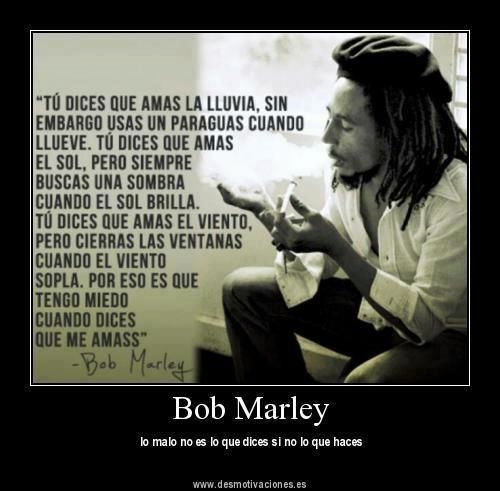 “TÚ DICES QUE AMAS LA LLUVIA, SIN
EMBARGO USAS UN PARAGUAS CUANDO
LLUEVE. TÚ DICES QUE AMAS
EL SOL, PERO SIEMPRE
BUSCAS UNA SOMBRA
CUANDO EL SOL BRILLA.
TÚ DICES QUE AMAS EL VIENTO,
PERO CIERRAS LAS VENTANAS
CUANDO EL VIENTO
SOPLA. POR ESO ES QUE
TENGO MIEDO
CUANDO DICES
QUE ME AMASS”
-Bob Marley
Bob Marley
lo malo no es lo que dices si no lo que haces
www.desmotivaciones.es